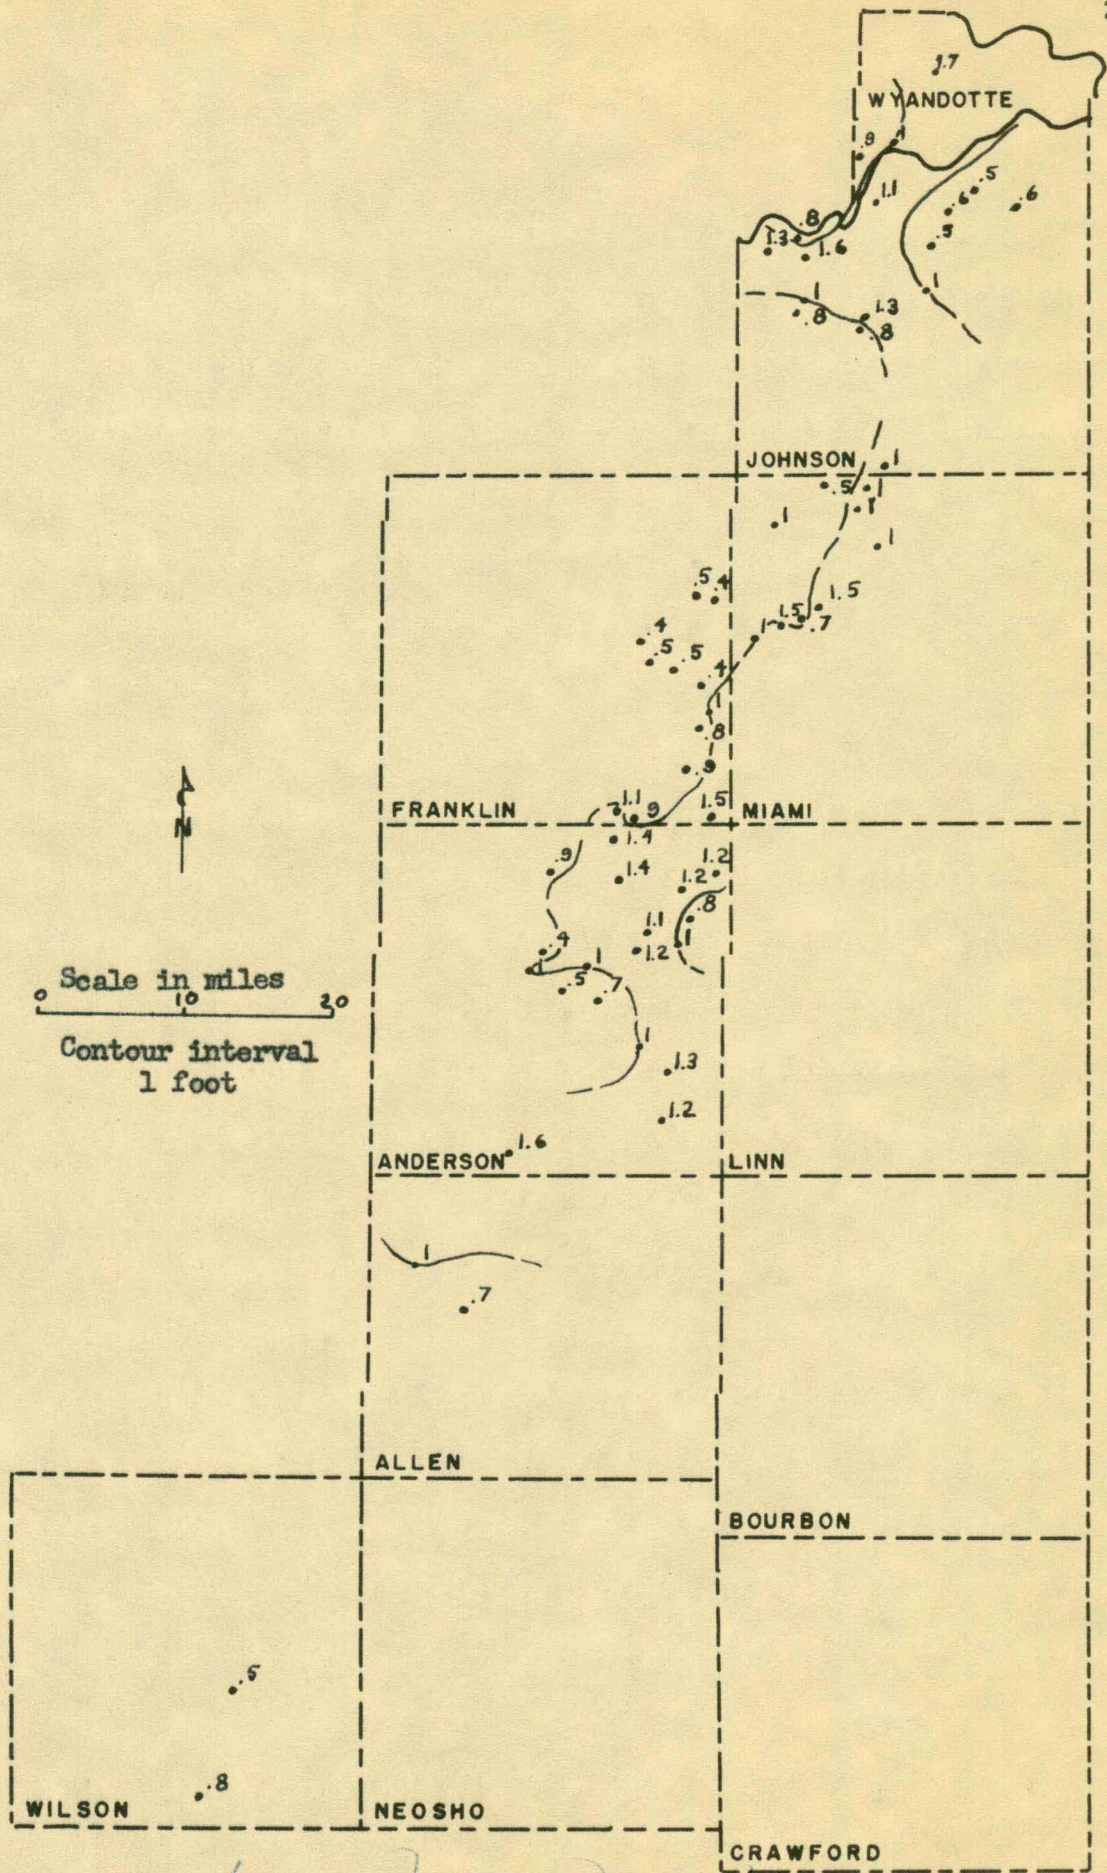 1.7
WYANDOTTE
.9 1
1.1 .5
.6 .6
.8
1.3 1.6 .5
1
1
.8 1.3
.8
JOHNSON 1
.5 1
1
1
1
.5 .4
1.5
.4 1 1.5 .7
.5 .5
.4
1
.8
.9
FRANKLIN 1.1 .9 1.5 MIAMI
1.4
.9 1.4 1.2 1.2
.8
1.1
.4 1.2 1
1 1
Scale in miles
0 10 20
.5 .7
Contour interval
1 foot
1
1.3
1.2
1.6
ANDERSON LINN
1
.7
ALLEN
BOURBON
.5
.8
WILSON NEOSHO
CRAWFORD
N